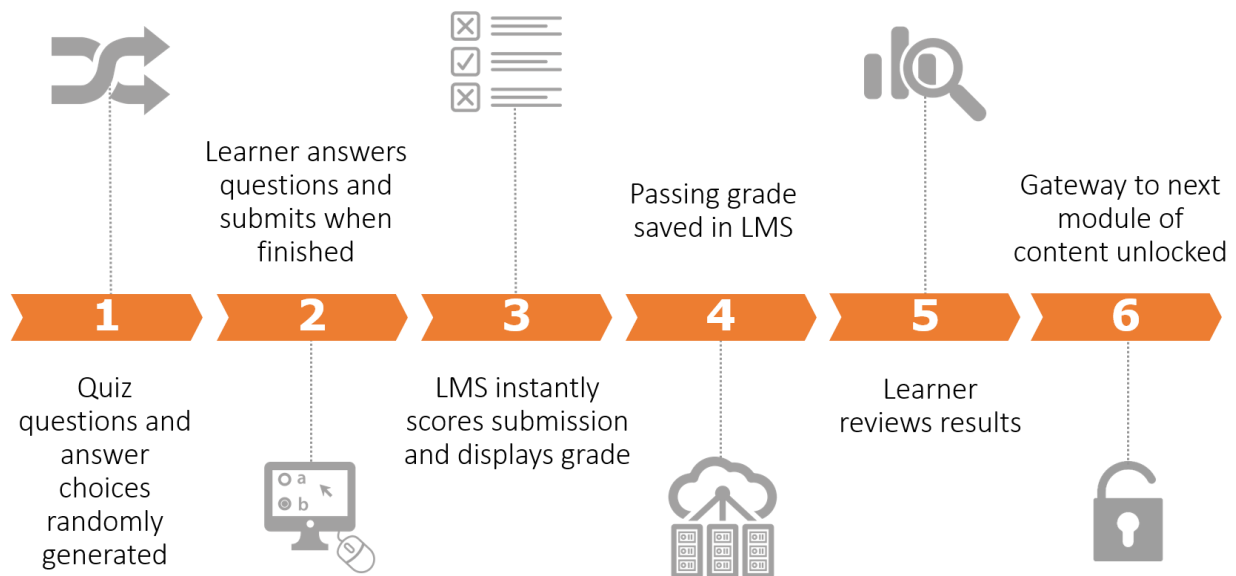 1
Quiz
questions and
answer
choices
randomly
generated
Learner answers
questions and
submits when
finished
2
a
b
3
LMS instantly
scores submission
and displays grade
Passing grade
saved in LMS
4
5
Learner
reviews results
Gateway to next
module of
content unlocked
6